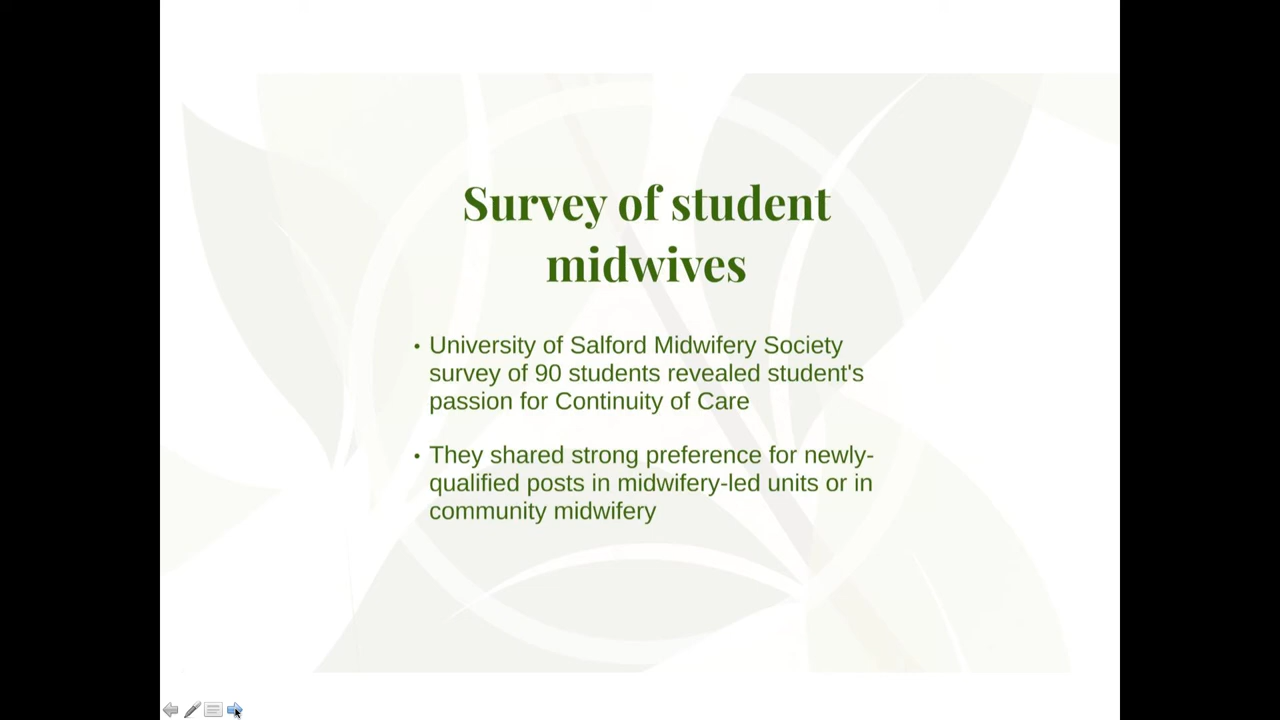 Survey of student
midwives
• University of Salford Midwifery Society
survey of 90 students revealed student's
passion for Continuity of Care
• They shared strong preference for newly-
qualified posts in midwifery-led units or in
community midwifery